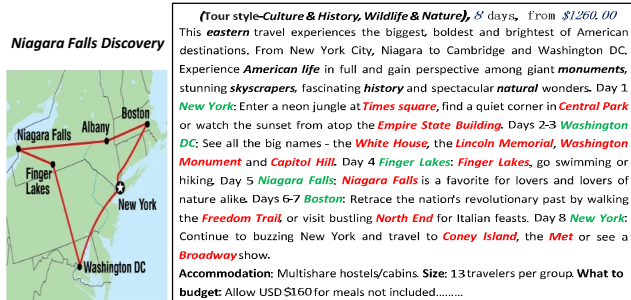 Niagara Falls Discovery
Boston
Albany
Niagara Falls
Finger
Lakes
New York
Washington DC
(Tour style-Culture & History, Wildlife & Nature), 8 days, from $1260.00
This eastern travel experiences the biggest, boldest and brightest of American
destinations. From New York City, Niagara to Cambridge and Washington DC.
Experience American life in full and gain perspective among giant monuments,
stunning skyscrapers, fascinating history and spectacular natural wonders. Day 1
New York: Enter a neon jungle at Times square, find a quiet corner in Central Park
or watch the sunset from atop the Empire State Building. Days 2-3 Washington
DC: See all the big names - the White House, the Lincoln Memorial, Washington
Monument and Capitol Hill. Day 4 Finger Lakes: Finger Lakes, go swimming or
hiking. Day 5 Niagara Falls: Niagara Falls is a favorite for lovers and lovers of
nature alike. Days 6-7 Boston: Retrace the nation's revolutionary past by walking
the Freedom Trail, or visit bustling North End for Italian feasts. Day 8 New York:
Continue to buzzing New York and travel to Coney Island, the Met or see a
Broadway show.
Accommodation: Multishare hostels/cabins. Size: 13 travelers per group. What to
budget: Allow USD $160 for meals not included.........